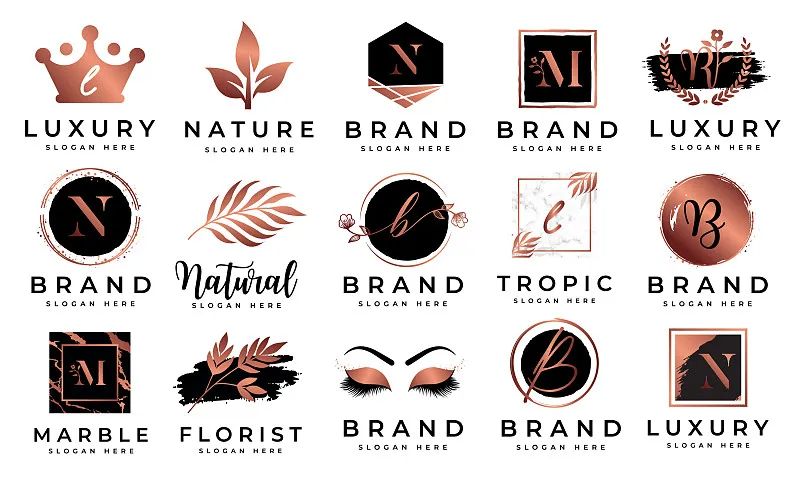 e
LUXURY
SLOGAN HERE
NATURE
SLOGAN HERE
N
BRAND
SLOGAN HERE
M
BRAND
SLOGAN HERE
R
LUXURY
SLOGAN HERE
N
BRAND
SLOGAN HERE
Natural
SLOGAN HERE
b
BRAND
SLOGAN HERE
e
TROPIC
SLOGAN HERE
B
BRAND
SLOGAN HERE
M
MARBLE
SLOGAN HERE
FLORIST
SLOGAN HERE
BRAND
SLOGAN HERE
B
BRAND
SLOGAN HERE
N
LUXURY
SLOGAN HERE